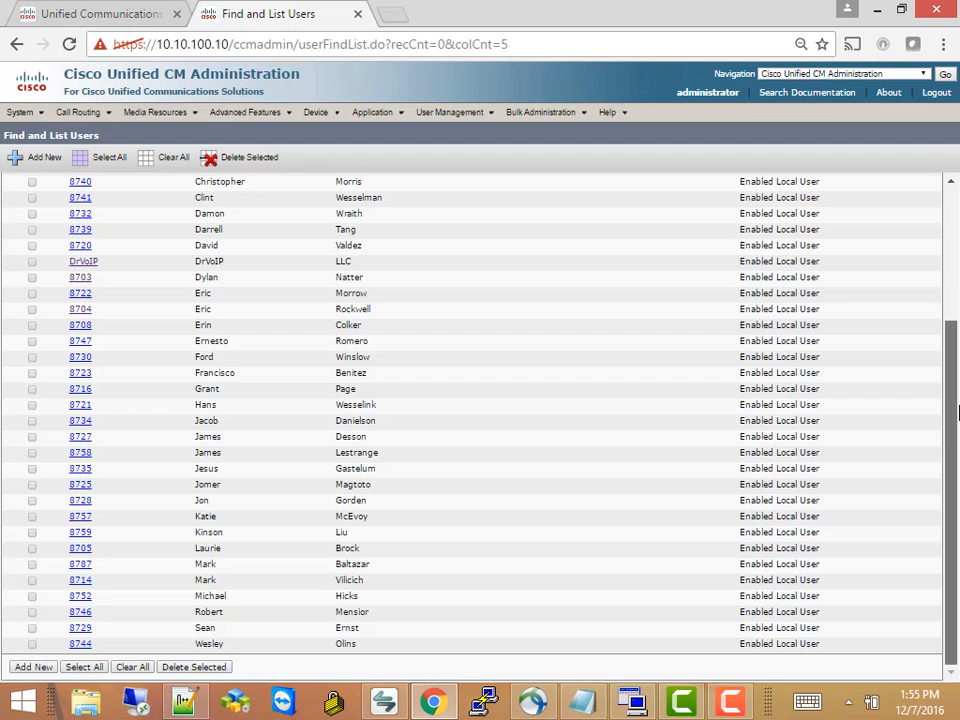 Unified Communications
Find and List Users
https://10.10.100.10/ccmadmin/userFindList.do?recCnt=0&colCnt=5
CISCO
Cisco Unified CM Administration
For Cisco Unified Communications Solutions
Navigation Cisco Unified CM Administration Go
administrator Search Documentation About Logout
System Call Routing Media Resources Advanced Features Device Application User Management Bulk Administration Help
Find and List Users
Add New Select All Clear All Delete Selected
8740 Christopher Morris Enabled Local User
8741 Clint Wesselman Enabled Local User
8732 Damon Wraith Enabled Local User
8739 Darrell Tang Enabled Local User
8720 David Valdez Enabled Local User
DrVoIP DrVoIP LLC Enabled Local User
8703 Dylan Natter Enabled Local User
8722 Eric Morrow Enabled Local User
8704 Eric Rockwell Enabled Local User
8708 Erin Colker Enabled Local User
8747 Ernesto Romero Enabled Local User
8730 Ford Winslow Enabled Local User
8723 Francisco Benitez Enabled Local User
8716 Grant Page Enabled Local User
8721 Hans Wesselink Enabled Local User
8734 Jacob Danielson Enabled Local User
8727 James Desson Enabled Local User
8758 James Lestrange Enabled Local User
8735 Jesus Gastelum Enabled Local User
8725 Jomer Magtoto Enabled Local User
8728 Jon Gorden Enabled Local User
8757 Katie McEvoy Enabled Local User
8759 Kinson Liu Enabled Local User
8705 Laurie Brock Enabled Local User
8787 Mark Baltazar Enabled Local User
8714 Mark Vilicich Enabled Local User
8752 Michael Hicks Enabled Local User
8746 Robert Mensior Enabled Local User
8729 Sean Ernst Enabled Local User
8744 Wesley Olins Enabled Local User
Add New Select All Clear All Delete Selected
1:55 PM
12/7/2016